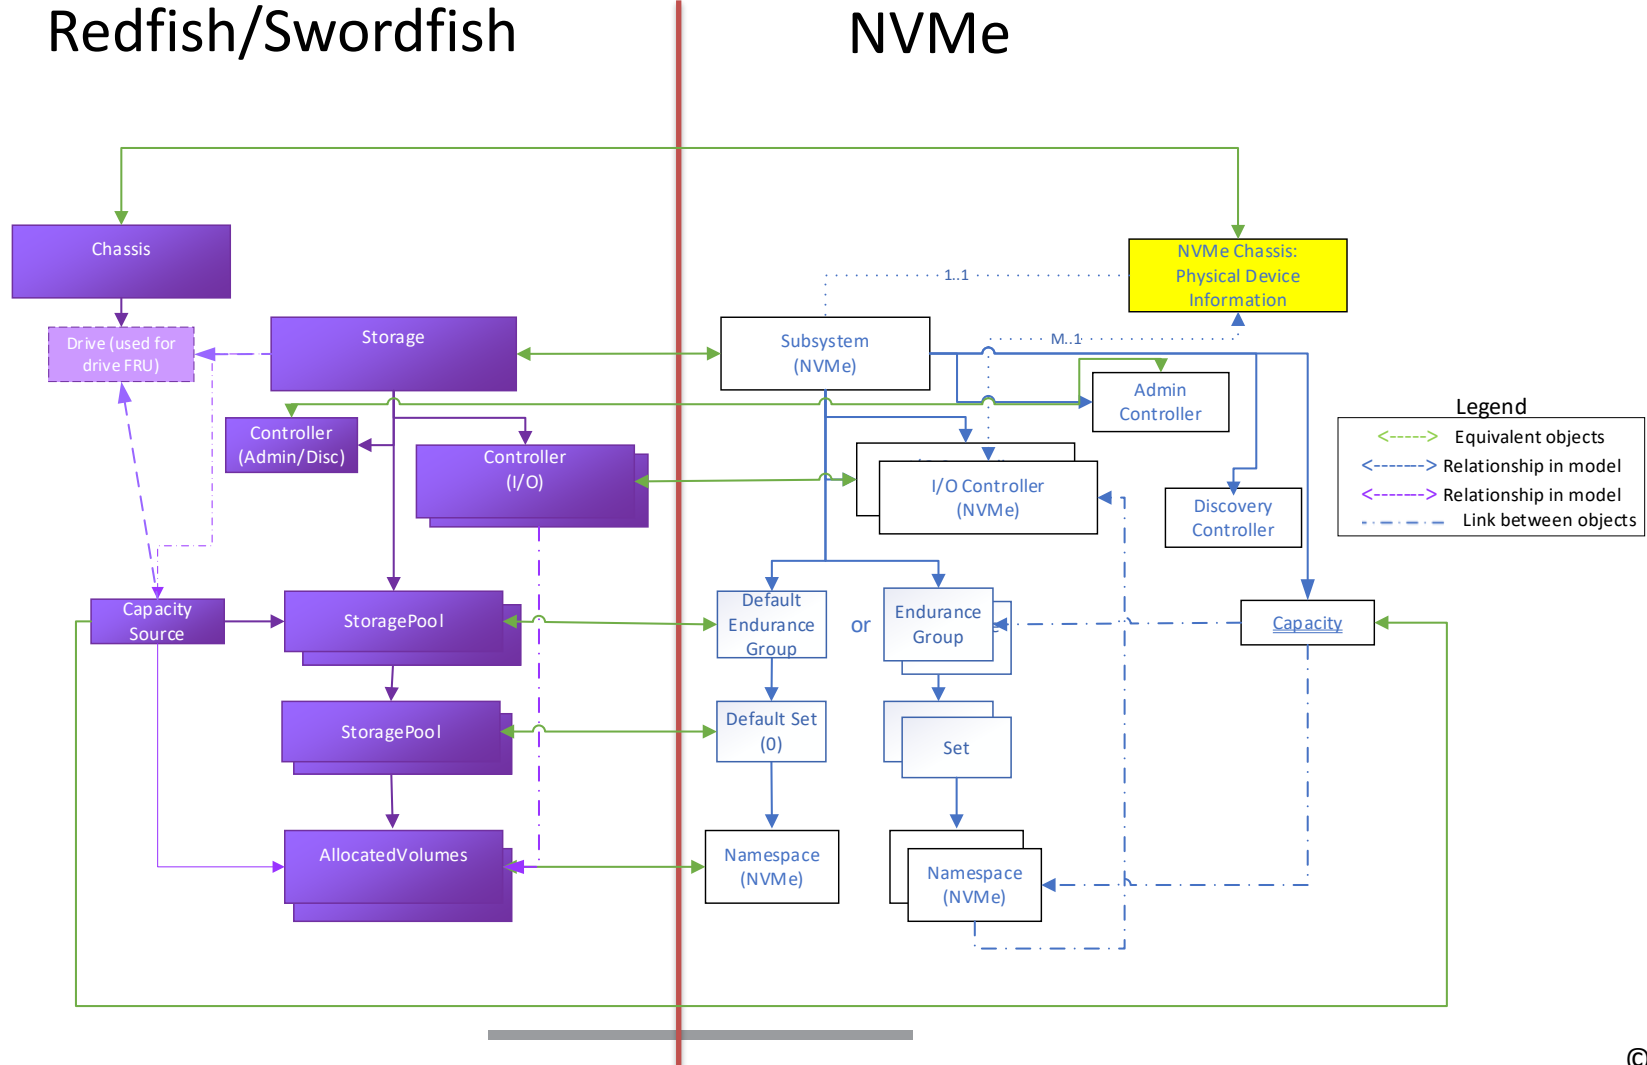 Redfish/Swordfish
NVMe
Chassis
NVMe Chassis:
Physical Device
Information
1..1
Drive (used for
drive FRU)
Storage
Subsystem
(NVMe)
M..1
Admin
Controller
Controller
(Admin/Disc)
Controller
(I/O)
I/O Controller
(NVMe)
Discovery
Controller
Legend
Equivalent objects
Relationship in model
Relationship in model
Link between objects
Capacity
Source
StoragePool
Default
Endurance
Group
or
Endurance
Group
Capacity
StoragePool
Default Set
(0)
Set
AllocatedVolumes
Namespace
(NVMe)
Namespace
(NVMe)
©